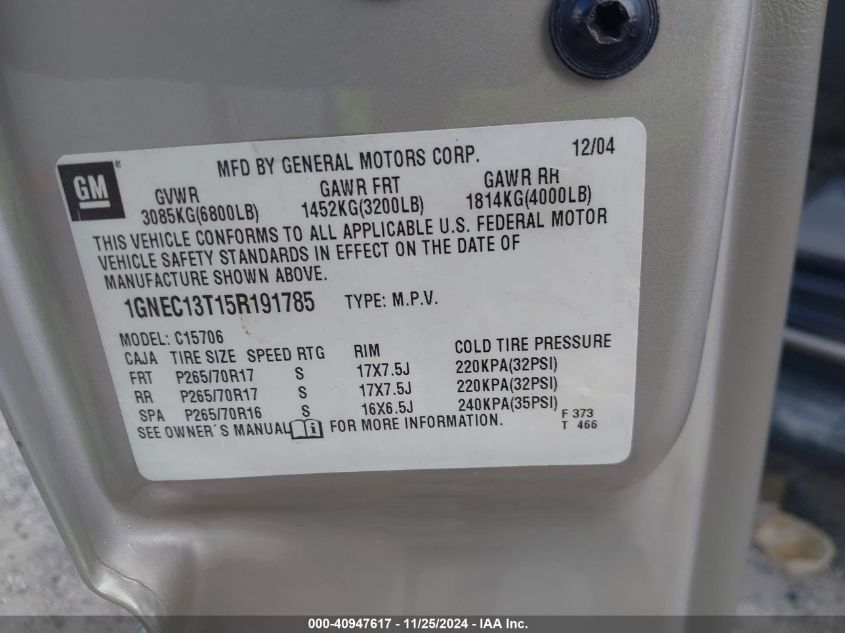 GM
MFD BY GENERAL MOTORS CORP. 12/04
GVWR GAWR FRT GAWR RR
3085KG(6800LB) 1452KG(3200LB) 1814KG(4000LB)
THIS VEHICLE CONFORMS TO ALL APPLICABLE U.S. FEDERAL MOTOR
VEHICLE SAFETY STANDARDS IN EFFECT ON THE DATE OF
MANUFACTURE SHOWN ABOVE.
1GNEC13T15R191785 TYPE: M.P.V.
MODEL: C15706
CAJA TIRE SIZE SPEED RTG RIM COLD TIRE PRESSURE
FRT P265/70R17 S 17X7.5J 220KPA(32PSI)
RR P265/70R17 S 17X7.5J 220KPA(32PSI)
SPA P265/70R16 S 16X6.5J 240KPA(35PSI)
SEE OWNER´S MANUAL i FOR MORE INFORMATION. F 373
T 466
000-40947617 - 11/25/2024 - IAA Inc.